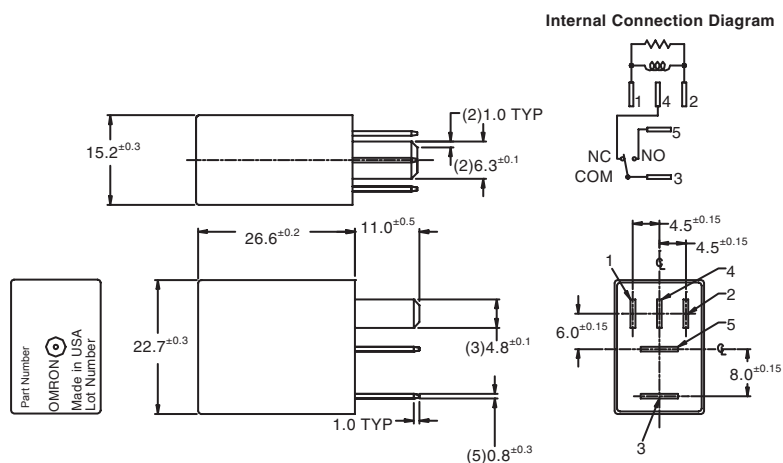 Internal Connection Diagram
1
4
2
5
NC
NO
COM
3
15.2±0.3
(2)1.0 TYP
(2)6.3±0.1
26.6±0.2
11.0±0.5
22.7±0.3
(3)4.8±0.1
1.0 TYP
(5)0.8±0.3
Part Number
OMRON
Made in USA
Lot Number
4.5±0.15
4.5±0.15
℄
1
4
2
6.0±0.15
5
℄
8.0±0.15
3